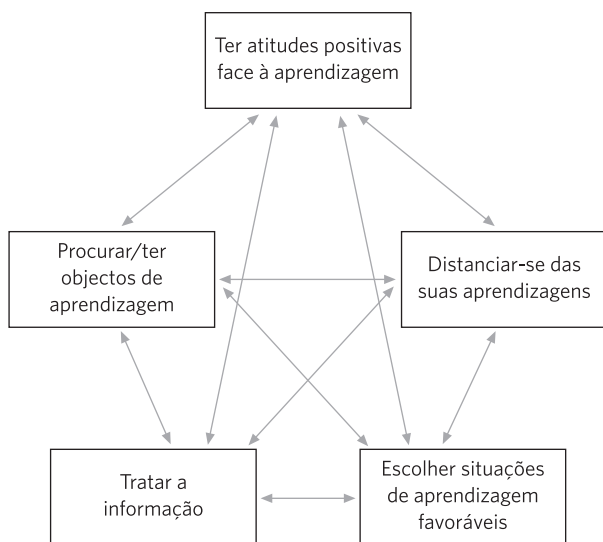 Ter atitudes positivas
face à aprendizagem
Procurar/ter
objectos de
aprendizagem
Distanciar-se das
suas aprendizagens
Tratar a
informação
Escolher situações
de aprendizagem
favoráveis